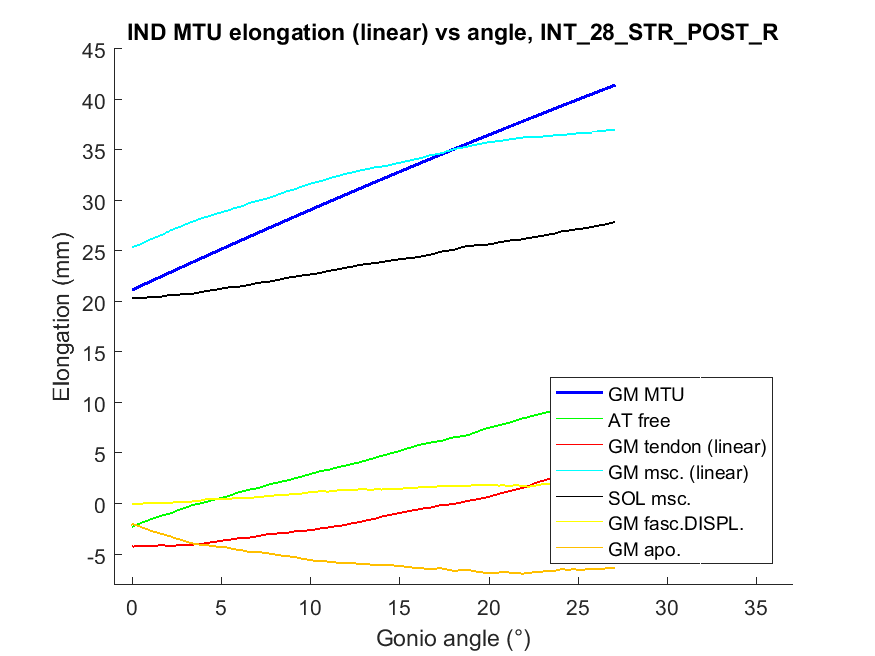 IND MTU elongation (linear) vs angle, INT_28_STR_POST_R
45
40
35
30
25
20
15
10
5
0
-5
Elongation (mm)
0 5 10 15 20 25 30 35
Gonio angle (°)
GM MTU
AT free
GM tendon (linear)
GM msc. (linear)
SOL msc.
GM fasc.DISPL.
GM apo.